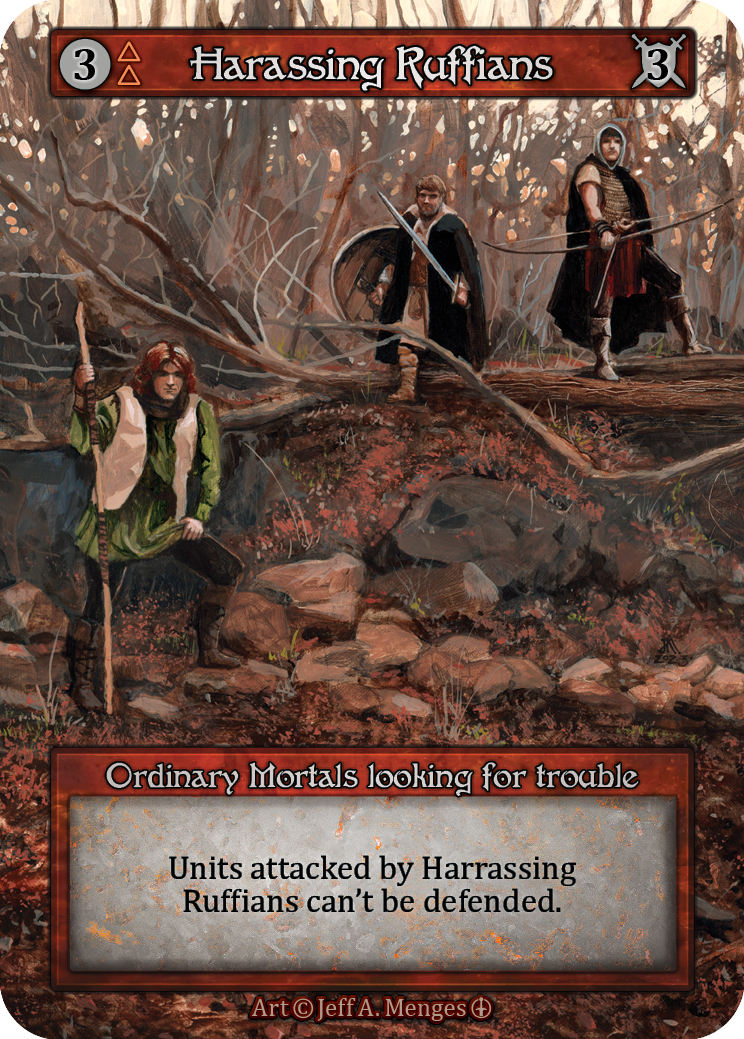 3 Harassing Ruffians 3
Ordinary Mortals looking for trouble
Units attacked by Harrassing
Ruffians can't be defended.
Art © Jeff A. Menges